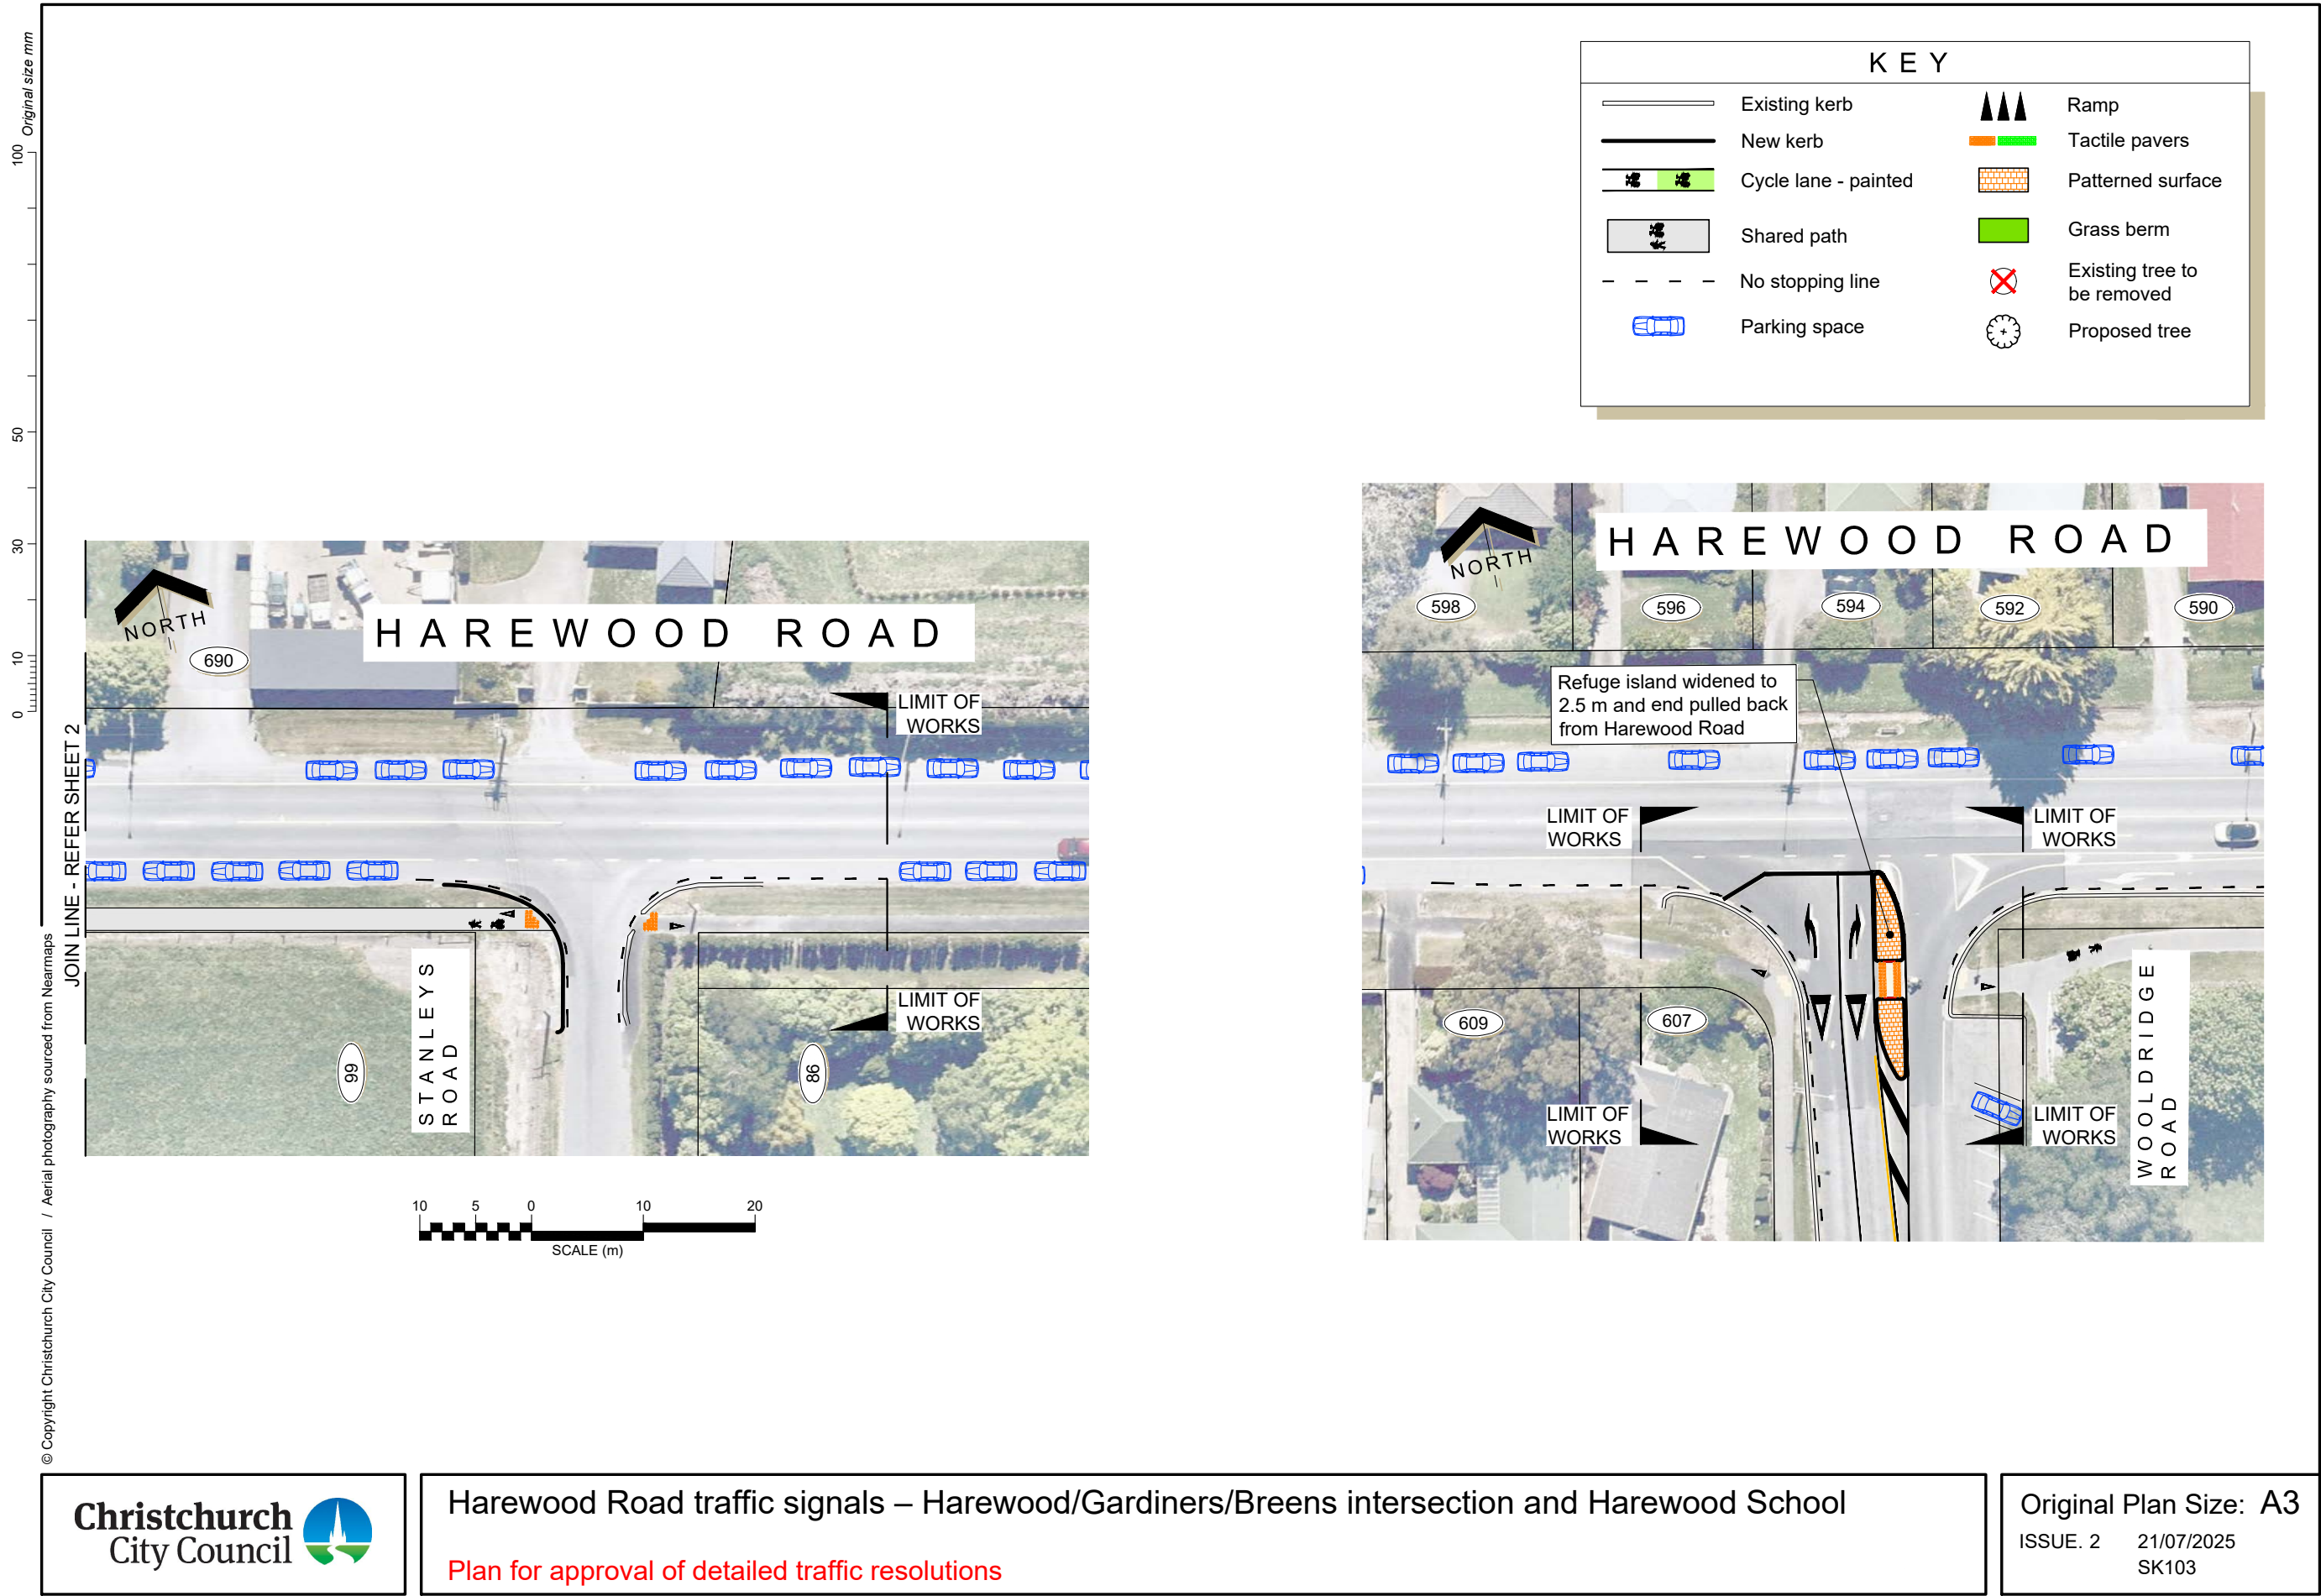 KEY
Existing kerb
New kerb
Cycle lane - painted
Shared path
No stopping line
Parking space
Ramp
Tactile pavers
Patterned surface
Grass berm
Existing tree to
be removed
Proposed tree
Original size mm
100
50
30
10
0
JOIN LINE - REFER SHEET 2
© Copyright Christchurch City Council / Aerial photography sourced from Nearmaps
HAREWOOD ROAD
NORTH
690
LIMIT OF
WORKS
LIMIT OF
WORKS
STANLEYS
ROAD
99
98
10 5 0 10 20
SCALE (m)
HAREWOOD ROAD
NORTH
598
596
594
592
590
Refuge island widened to
2.5 m and end pulled back
from Harewood Road
LIMIT OF
WORKS
LIMIT OF
WORKS
609
607
LIMIT OF
WORKS
LIMIT OF
WORKS
WOOLDRIDGE
ROAD
Christchurch
City Council
Harewood Road traffic signals – Harewood/Gardiners/Breens intersection and Harewood School
Plan for approval of detailed traffic resolutions
Original Plan Size: A3
ISSUE. 2 21/07/2025
SK103